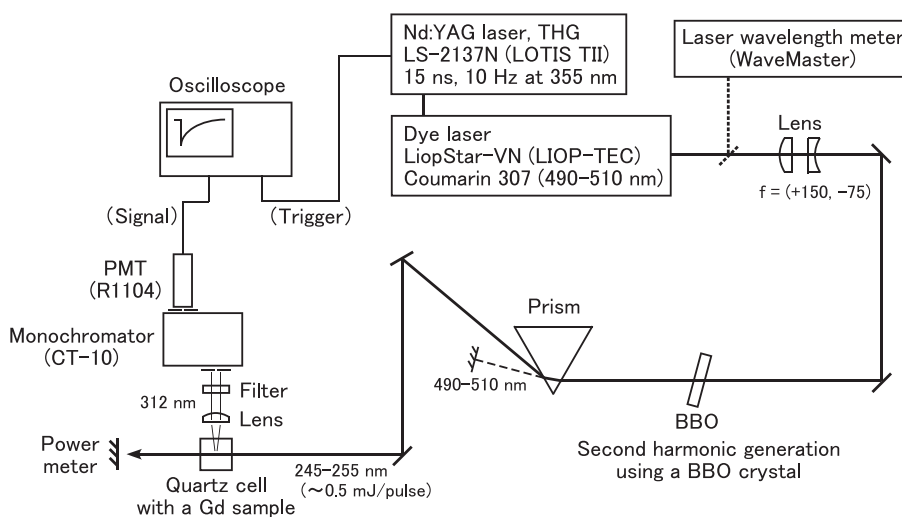 Nd:YAG laser, THG
LS-2137N (LOTIS TII)
15 ns, 10 Hz at 355 nm
Laser wavelength meter
(WaveMaster)
Oscilloscope
Dye laser
LiopStar-VN (LIOP-TEC)
Coumarin 307 (490–510 nm)
Lens
f = (+150, −75)
(Signal)
(Trigger)
PMT
(R1104)
Monochromator
(CT-10)
Prism
490–510 nm
312 nm
Filter
Lens
BBO
Second harmonic generation
using a BBO crystal
Power
meter
245–255 nm
(~0.5 mJ/pulse)
Quartz cell
with a Gd sample